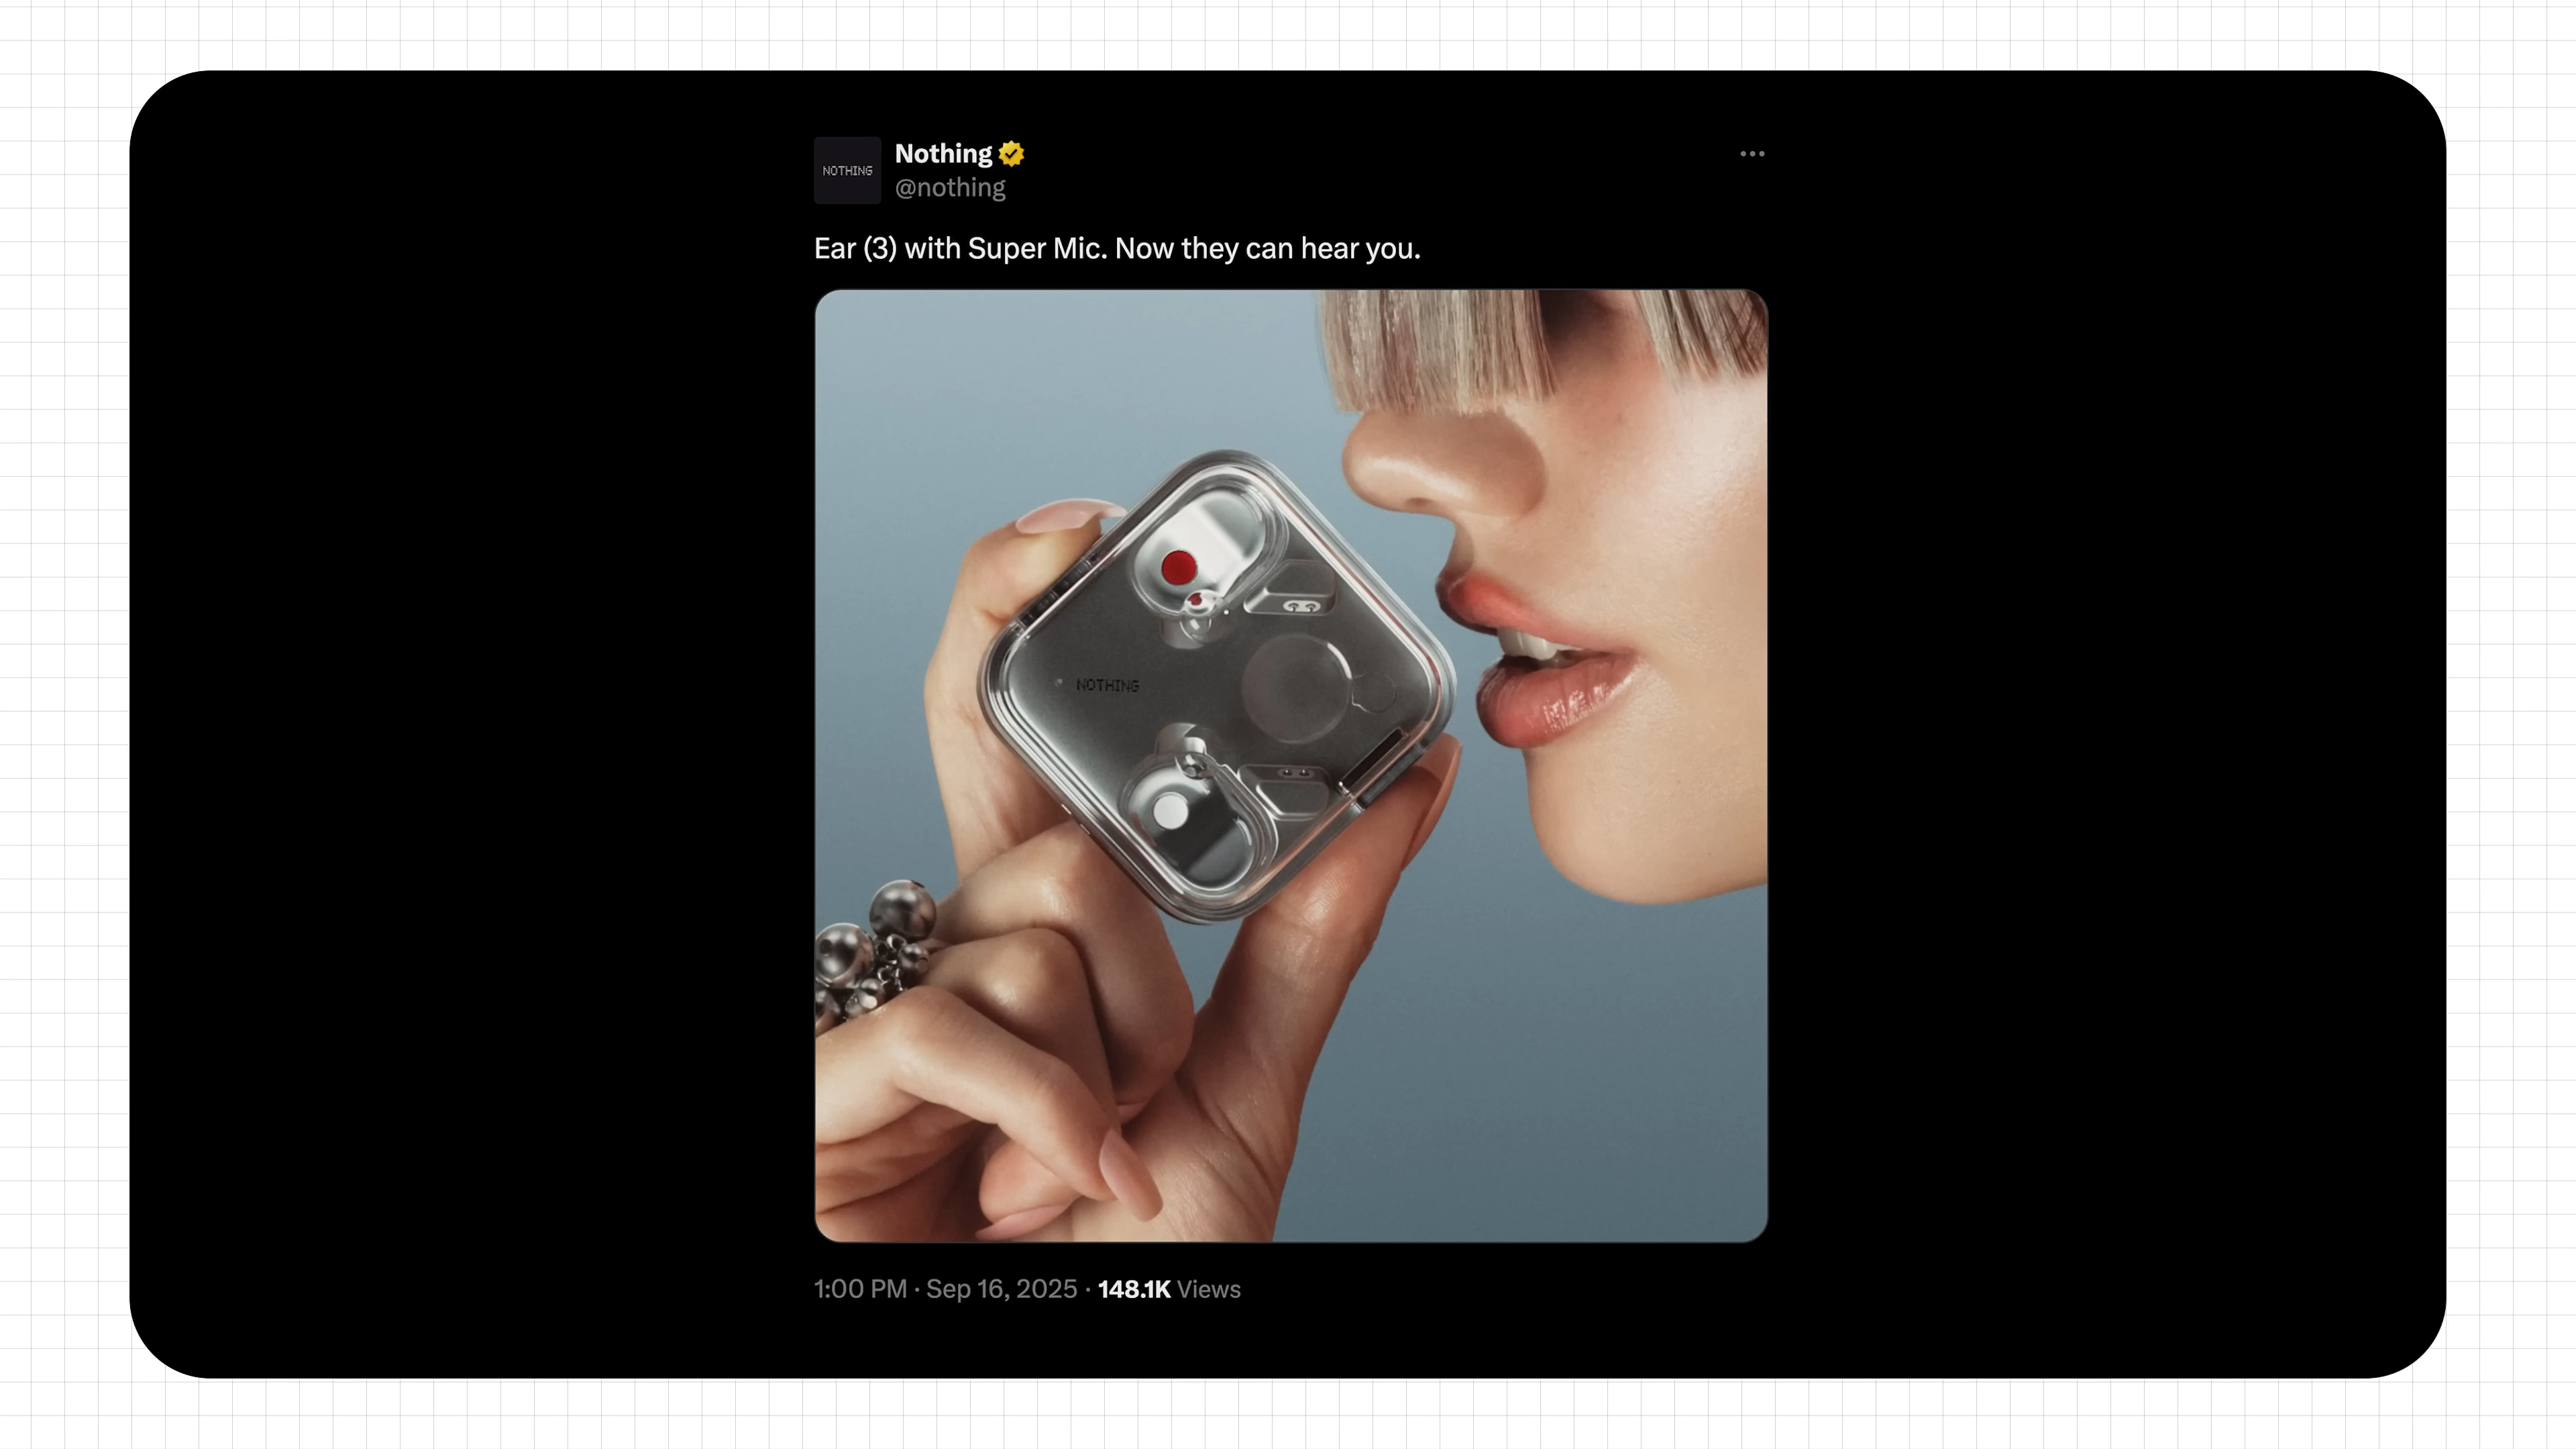 NOTHING
Nothing
@nothing
Ear (3) with Super Mic. Now they can hear you.
NOTHING
1:00 PM · Sep 16, 2025 · 148.1K Views